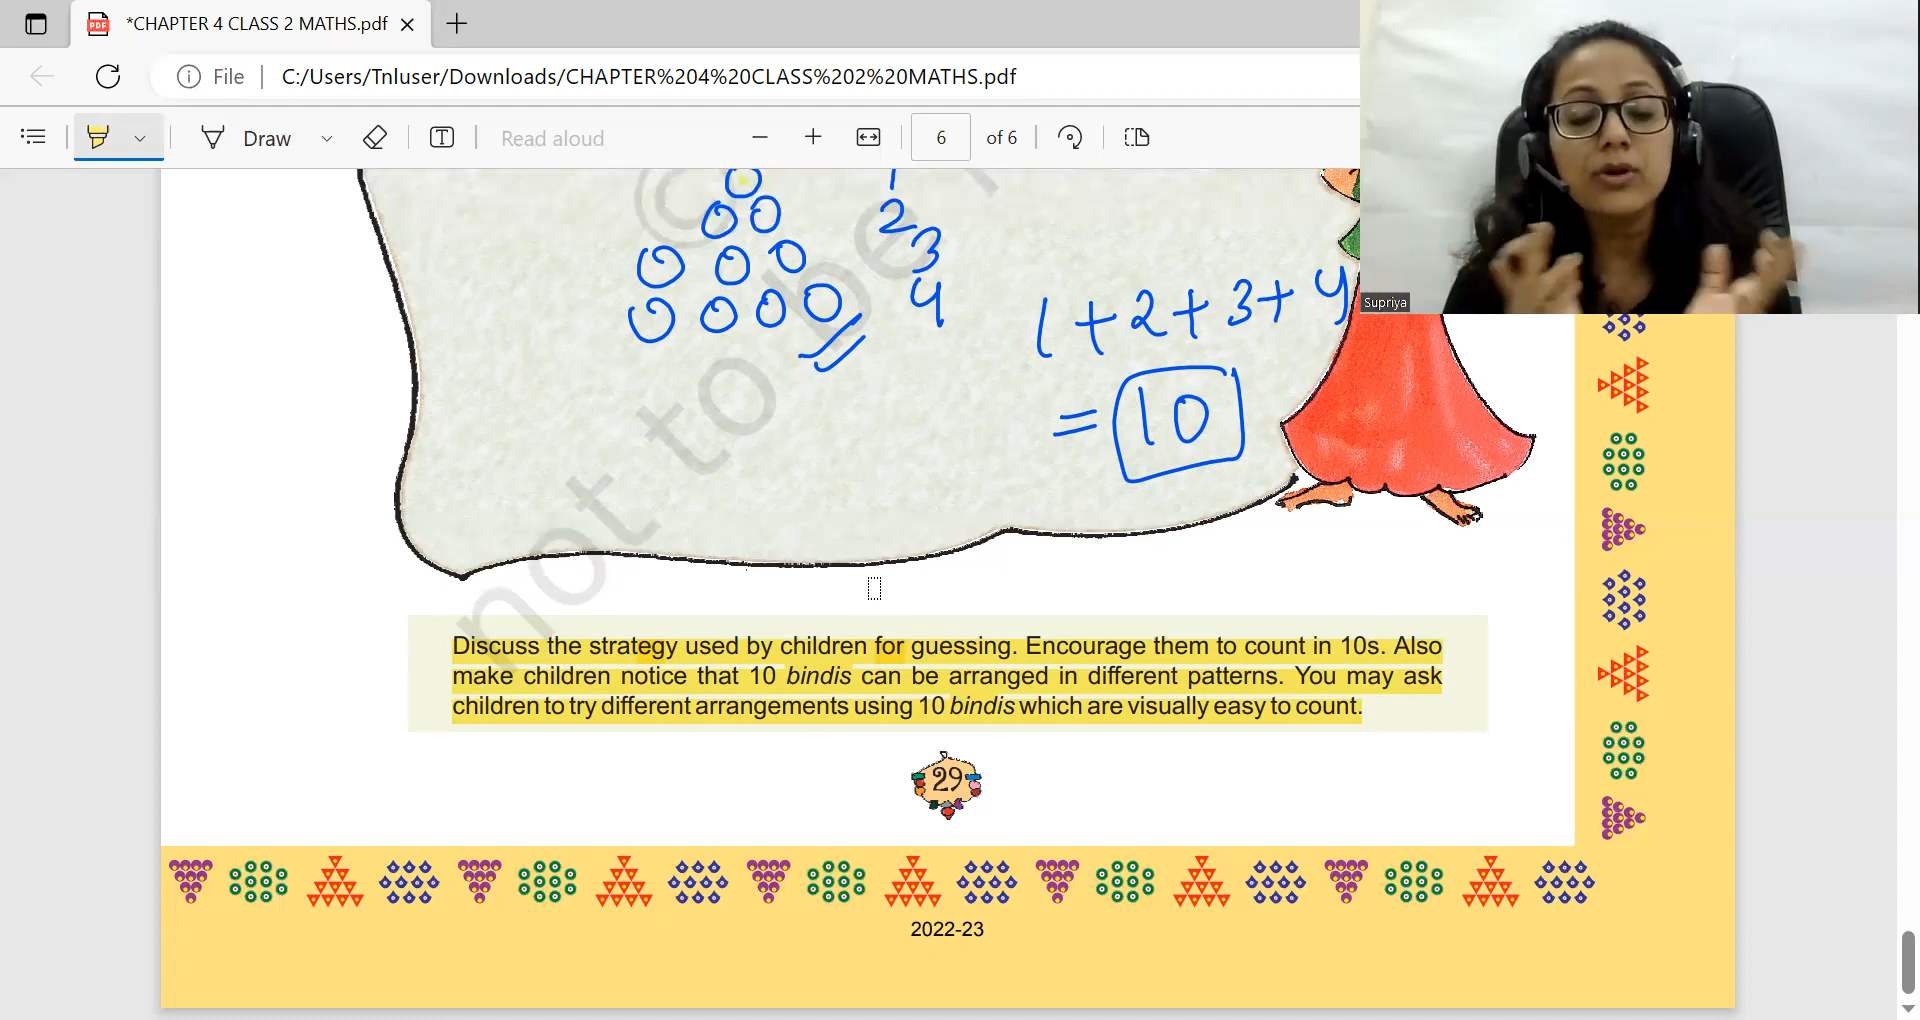 *CHAPTER 4 CLASS 2 MATHS.pdf
File C:/Users/Tnluser/Downloads/CHAPTER%204%20CLASS%202%20MATHS.pdf
Draw Read aloud 6 of 6
Supriya
1
2
3
4
1+2+3+4
= 10
not to be
Discuss the strategy used by children for guessing. Encourage them to count in 10s. Also
make children notice that 10 bindis can be arranged in different patterns. You may ask
children to try different arrangements using 10 bindis which are visually easy to count.
29
2022-23